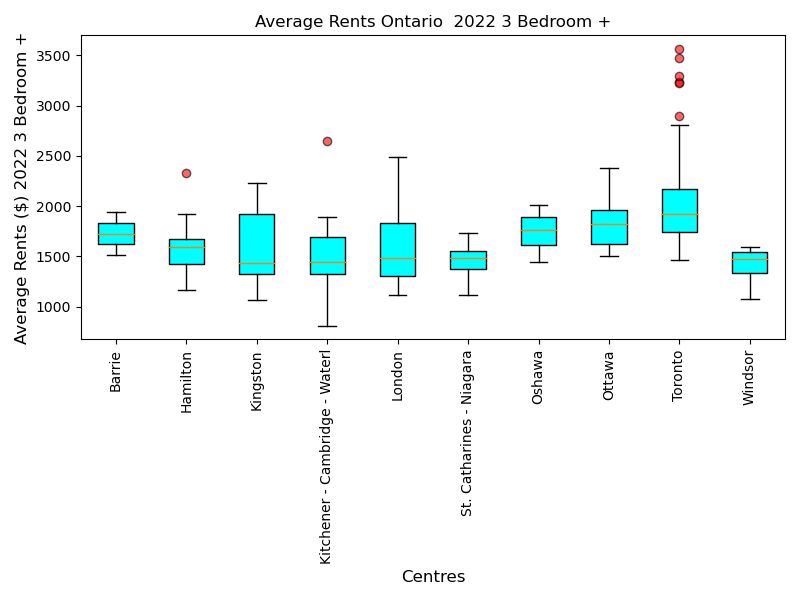 Average Rents Ontario  2022 3 Bedroom +
Average Rents ($) 2022 3 Bedroom +
3500
3000
2500
2000
1500
1000
Barrie
Hamilton
Kingston
Kitchener - Cambridge - Waterl
London
St. Catharines - Niagara
Oshawa
Ottawa
Toronto
Windsor
Centres